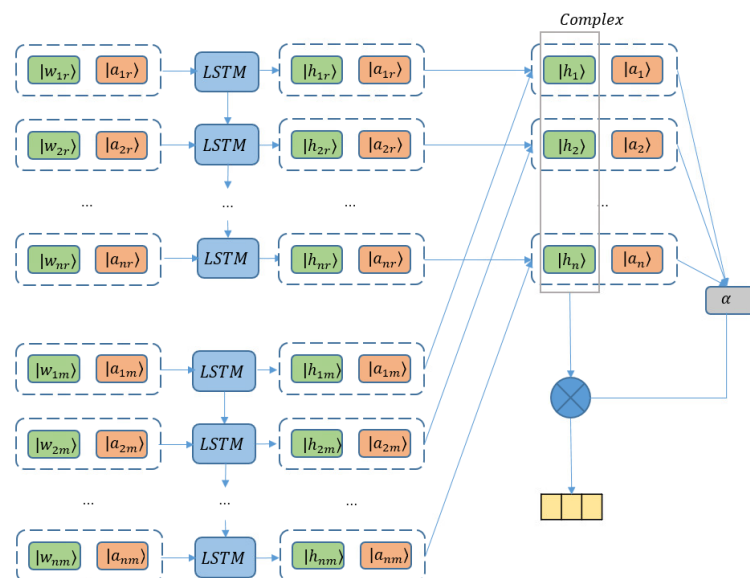 Complex
|w₁ᵣ⟩ |a₁ᵣ⟩ LSTM |h₁ᵣ⟩ |a₁ᵣ⟩ |h₁⟩ |a₁⟩
|w₂ᵣ⟩ |a₂ᵣ⟩ LSTM |h₂ᵣ⟩ |a₂ᵣ⟩ |h₂⟩ |a₂⟩
... ... ... ...
|wₙᵣ⟩ |aₙᵣ⟩ LSTM |hₙᵣ⟩ |aₙᵣ⟩ |hₙ⟩ |aₙ⟩
α
|w₁ₘ⟩ |a₁ₘ⟩ LSTM |h₁ₘ⟩ |a₁ₘ⟩
|w₂ₘ⟩ |a₂ₘ⟩ LSTM |h₂ₘ⟩ |a₂ₘ⟩
... ... ...
|wₙₘ⟩ |aₙₘ⟩ LSTM |hₙₘ⟩ |aₙₘ⟩